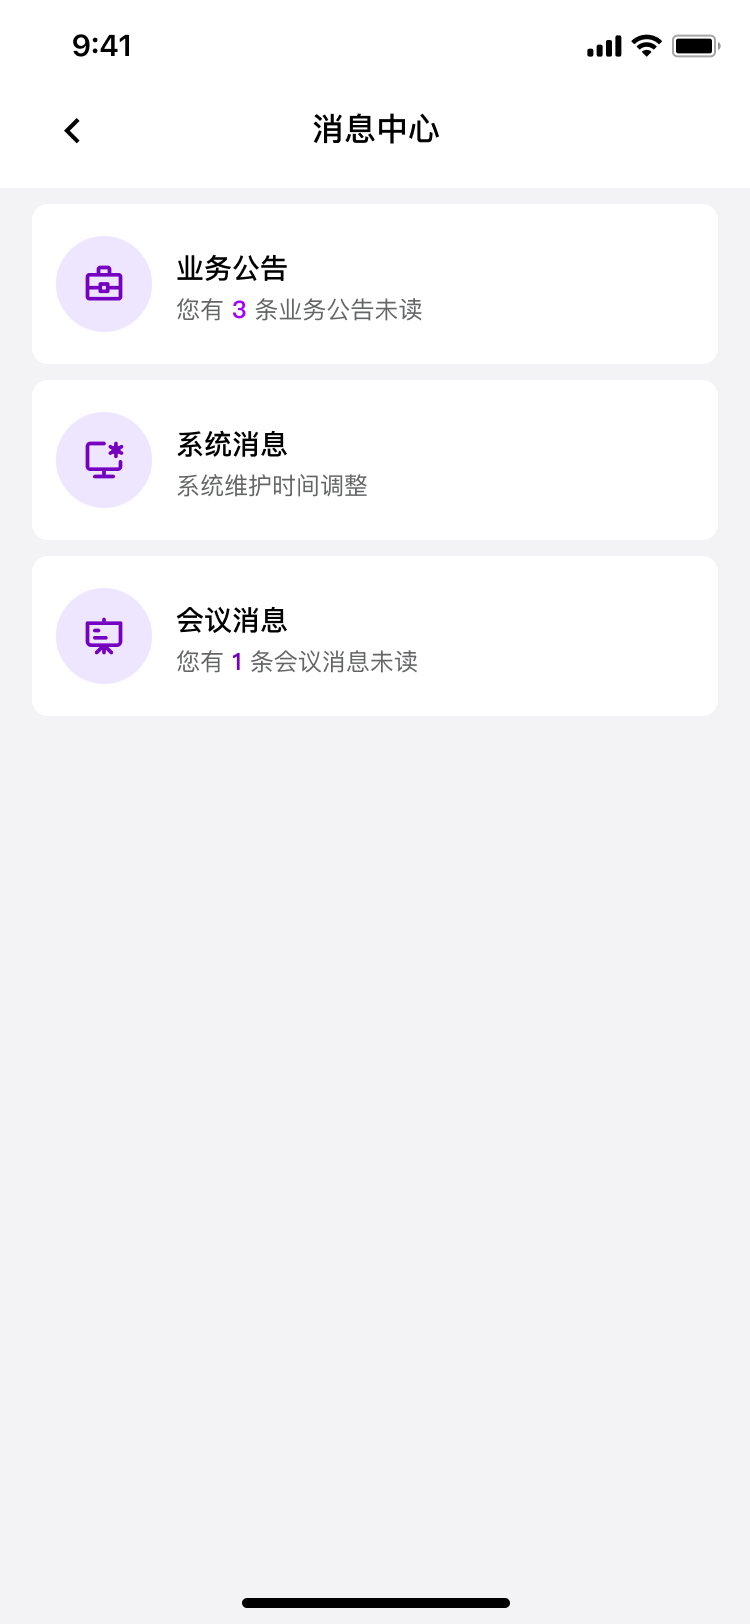 9:41
消息中心
业务公告
您有 3 条业务公告未读
系统消息
系统维护时间调整
会议消息
您有 1 条会议消息未读